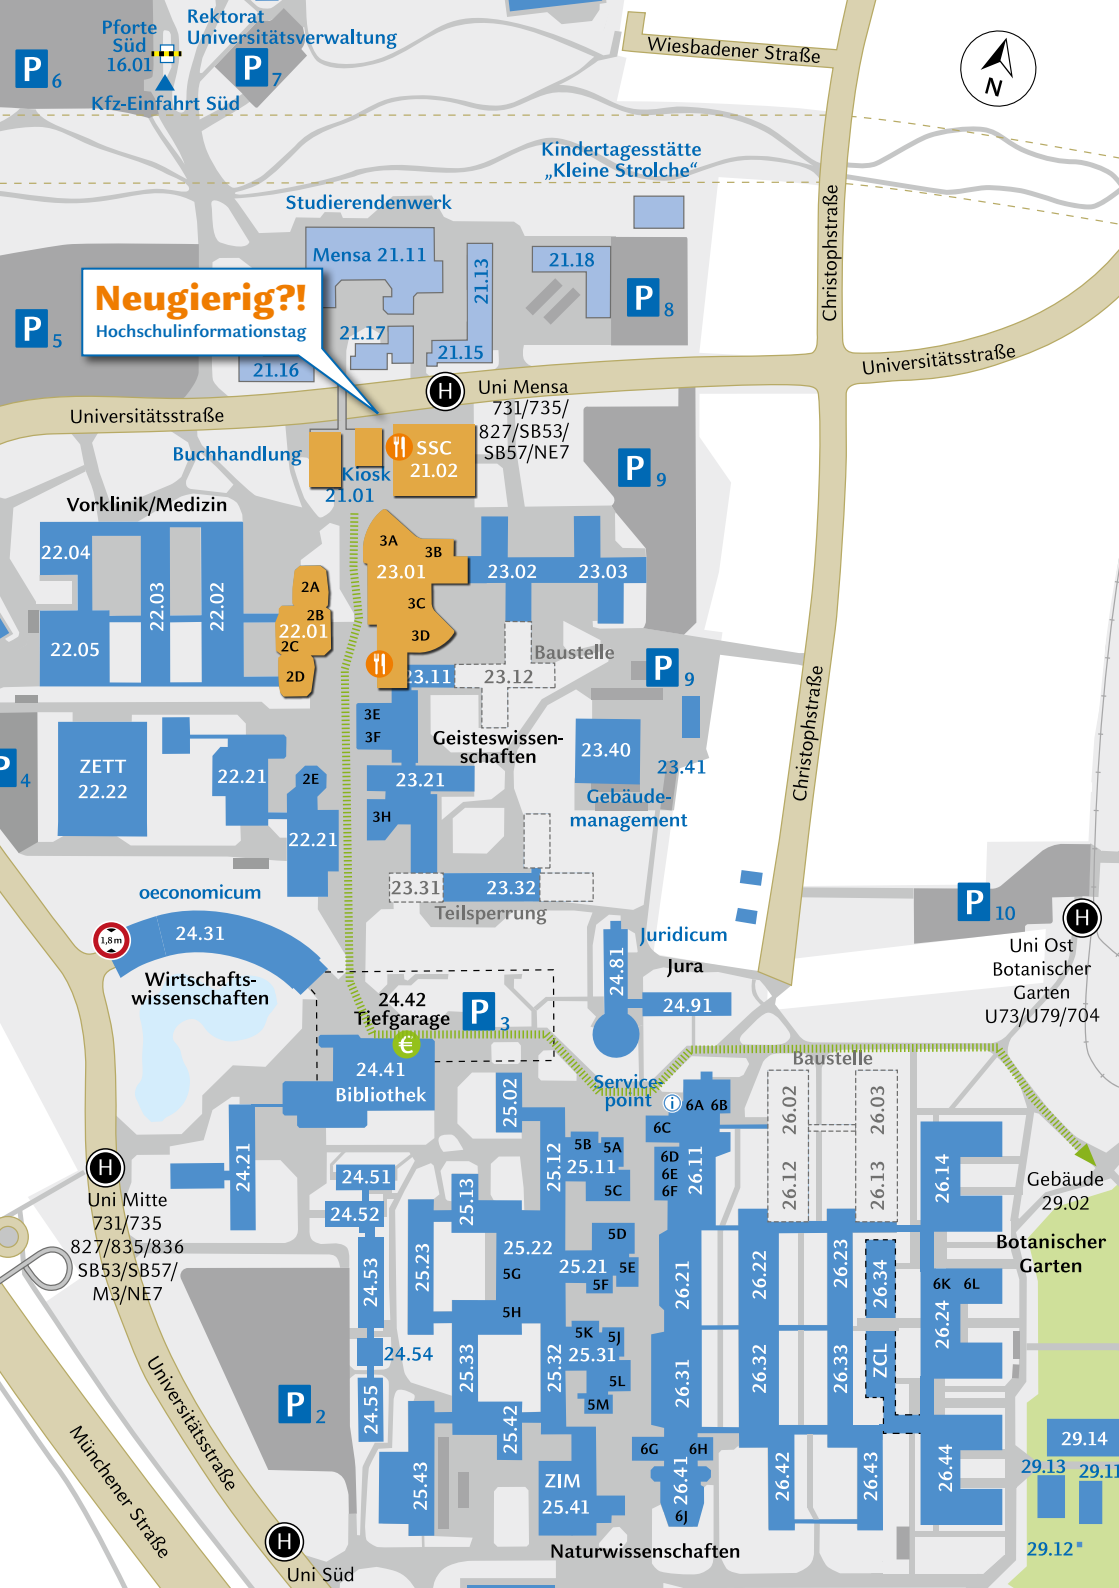 Pforte
Süd
16.01
Rektorat
Universitätsverwaltung
P 6
P 7
Kfz-Einfahrt Süd
Wiesbadener Straße
N
Kindertagesstätte
„Kleine Strolche“
Christophstraße
Studierendenwerk
Mensa 21.11
21.13
21.18
P 8
Neugierig?!
Hochschulinformationstag
P 5
21.17
21.15
21.16
H
Uni Mensa
731/735/
827/SB53/
SB57/NE7
Universitätsstraße
Universitätsstraße
Buchhandlung
Kiosk
21.01
SSC
21.02
P 9
Vorklinik/Medizin
22.04
22.03
22.02
22.05
2A
2B
22.01
2C
2D
3A
3B
23.01
3C
3D
23.02
23.03
Baustelle
23.11
23.12
P 9
Christophstraße
3E
3F
Geisteswissen-
schaften
23.40
23.41
Gebäude-
management
P 4
ZETT
22.22
22.21
2E
22.21
23.21
3H
23.31
23.32
Teilsperrung
oeconomicum
1,8m
24.31
Wirtschafts-
wissenschaften
Juridicum
Jura
24.81
24.91
P 10
H
Uni Ost
Botanischer
Garten
U73/U79/704
24.42
Tiefgarage
P 3
€
24.41
Bibliothek
Baustelle
Service-
point
i
6A 6B
6C
6D
6E
6F
26.11
26.02
26.03
26.12
26.13
26.14
Gebäude
29.02
Botanischer
Garten
25.02
25.12
5B
5A
25.11
5C
24.21
24.51
24.52
24.53
24.54
24.55
H
Uni Mitte
731/735
827/835/836
SB53/SB57/
M3/NE7
25.13
25.23
25.22
5G
5H
5D
25.21
5E
5F
26.21
26.22
26.23
26.34
6K 6L
26.24
25.33
25.32
5K
5J
25.31
5L
5M
26.31
26.32
26.33
ZCL
P 2
Universitätsstraße
Münchener Straße
25.43
25.42
ZIM
25.41
6G
6H
26.41
6J
26.42
26.43
26.44
29.14
29.13
29.11
29.12
Naturwissenschaften
H
Uni Süd